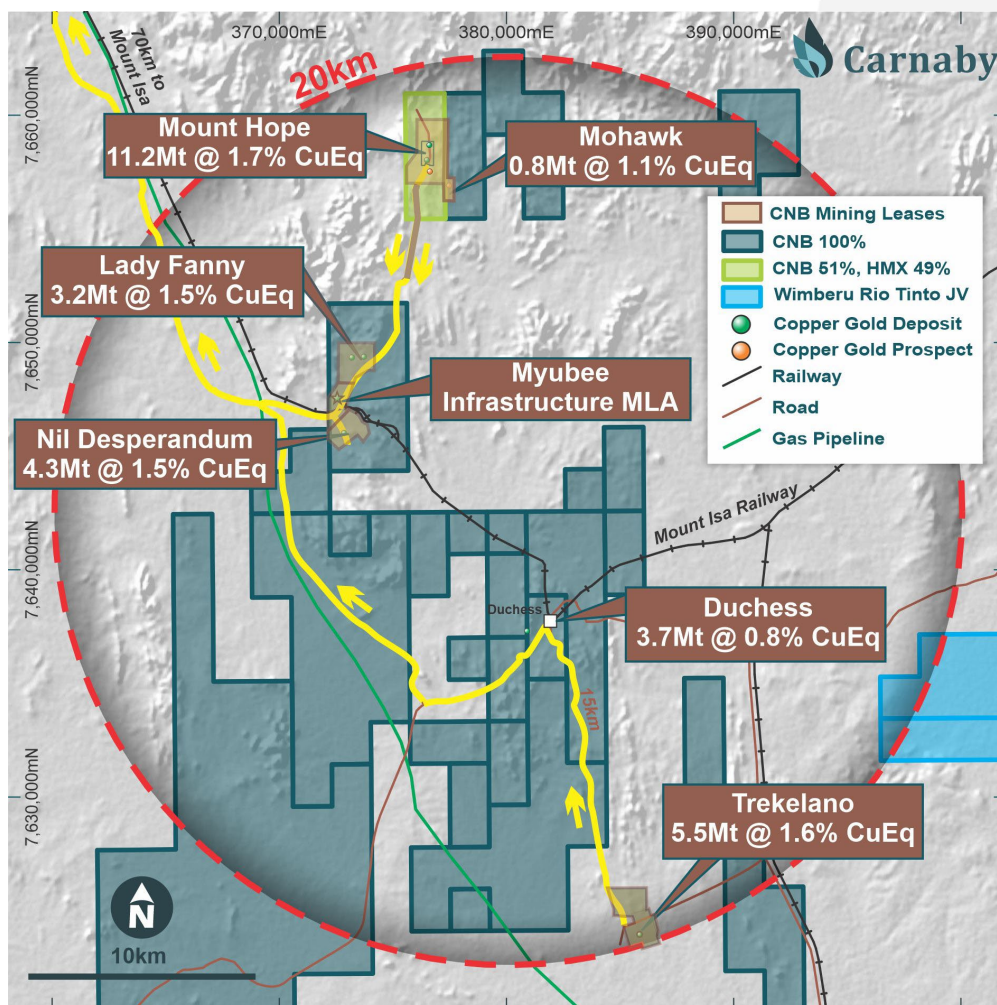 370,000mE
380,000mE
390,000mE
Carnaby
70km to
Mount Isa
20km
7,660,000mN
7,650,000mN
7,640,000mN
7,630,000mN
Mount Hope
11.2Mt @ 1.7% CuEq
Mohawk
0.8Mt @ 1.1% CuEq
CNB Mining Leases
CNB 100%
CNB 51%, HMX 49%
Wimberu Rio Tinto JV
Copper Gold Deposit
Copper Gold Prospect
Railway
Road
Gas Pipeline
Lady Fanny
3.2Mt @ 1.5% CuEq
Myubee
Infrastructure MLA
Nil Desperandum
4.3Mt @ 1.5% CuEq
Mount Isa Railway
Duchess
Duchess
3.7Mt @ 0.8% CuEq
15km
Trekelano
5.5Mt @ 1.6% CuEq
N
10km